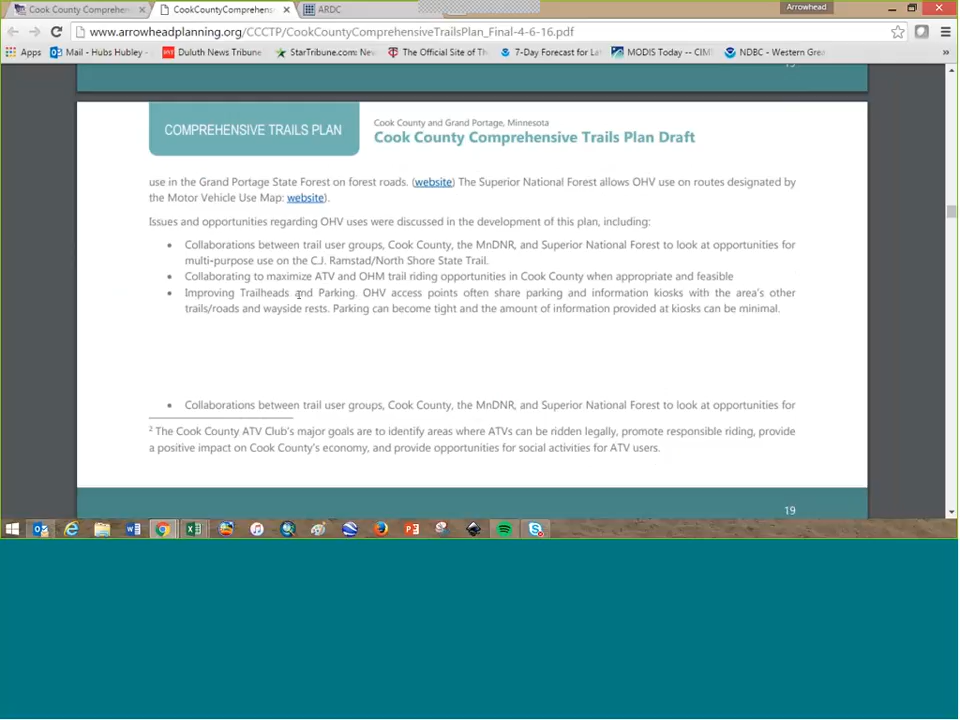 Cook County Comprehen
CookCountyComprehens
ARDC
Arrowhead
www.arrowheadplanning.org/CCCTP/CookCountyComprehensiveTrailsPlan_Final-4-6-16.pdf
Apps
Mail - Hubs Hubley -
Duluth News Tribune
StarTribune.com: New
The Official Site of Th
7-Day Forecast for La
MODIS Today -- CIM
NDBC - Western Grea
»
COMPREHENSIVE TRAILS PLAN
Cook County and Grand Portage, Minnesota
Cook County Comprehensive Trails Plan Draft
use in the Grand Portage State Forest on forest roads. (website) The Superior National Forest allows OHV use on routes designated by
the Motor Vehicle Use Map: website).
Issues and opportunities regarding OHV uses were discussed in the development of this plan, including:
• Collaborations between trail user groups, Cook County, the MnDNR, and Superior National Forest to look at opportunities for
multi-purpose use on the C.J. Ramstad/North Shore State Trail.
• Collaborating to maximize ATV and OHM trail riding opportunities in Cook County when appropriate and feasible
• Improving Trailheads and Parking. OHV access points often share parking and information kiosks with the area's other
trails/roads and wayside rests. Parking can become tight and the amount of information provided at kiosks can be minimal.
• Collaborations between trail user groups, Cook County, the MnDNR, and Superior National Forest to look at opportunities for
2 The Cook County ATV Club's major goals are to identify areas where ATVs can be ridden legally, promote responsible riding, provide
a positive impact on Cook County's economy, and provide opportunities for social activities for ATV users.
19